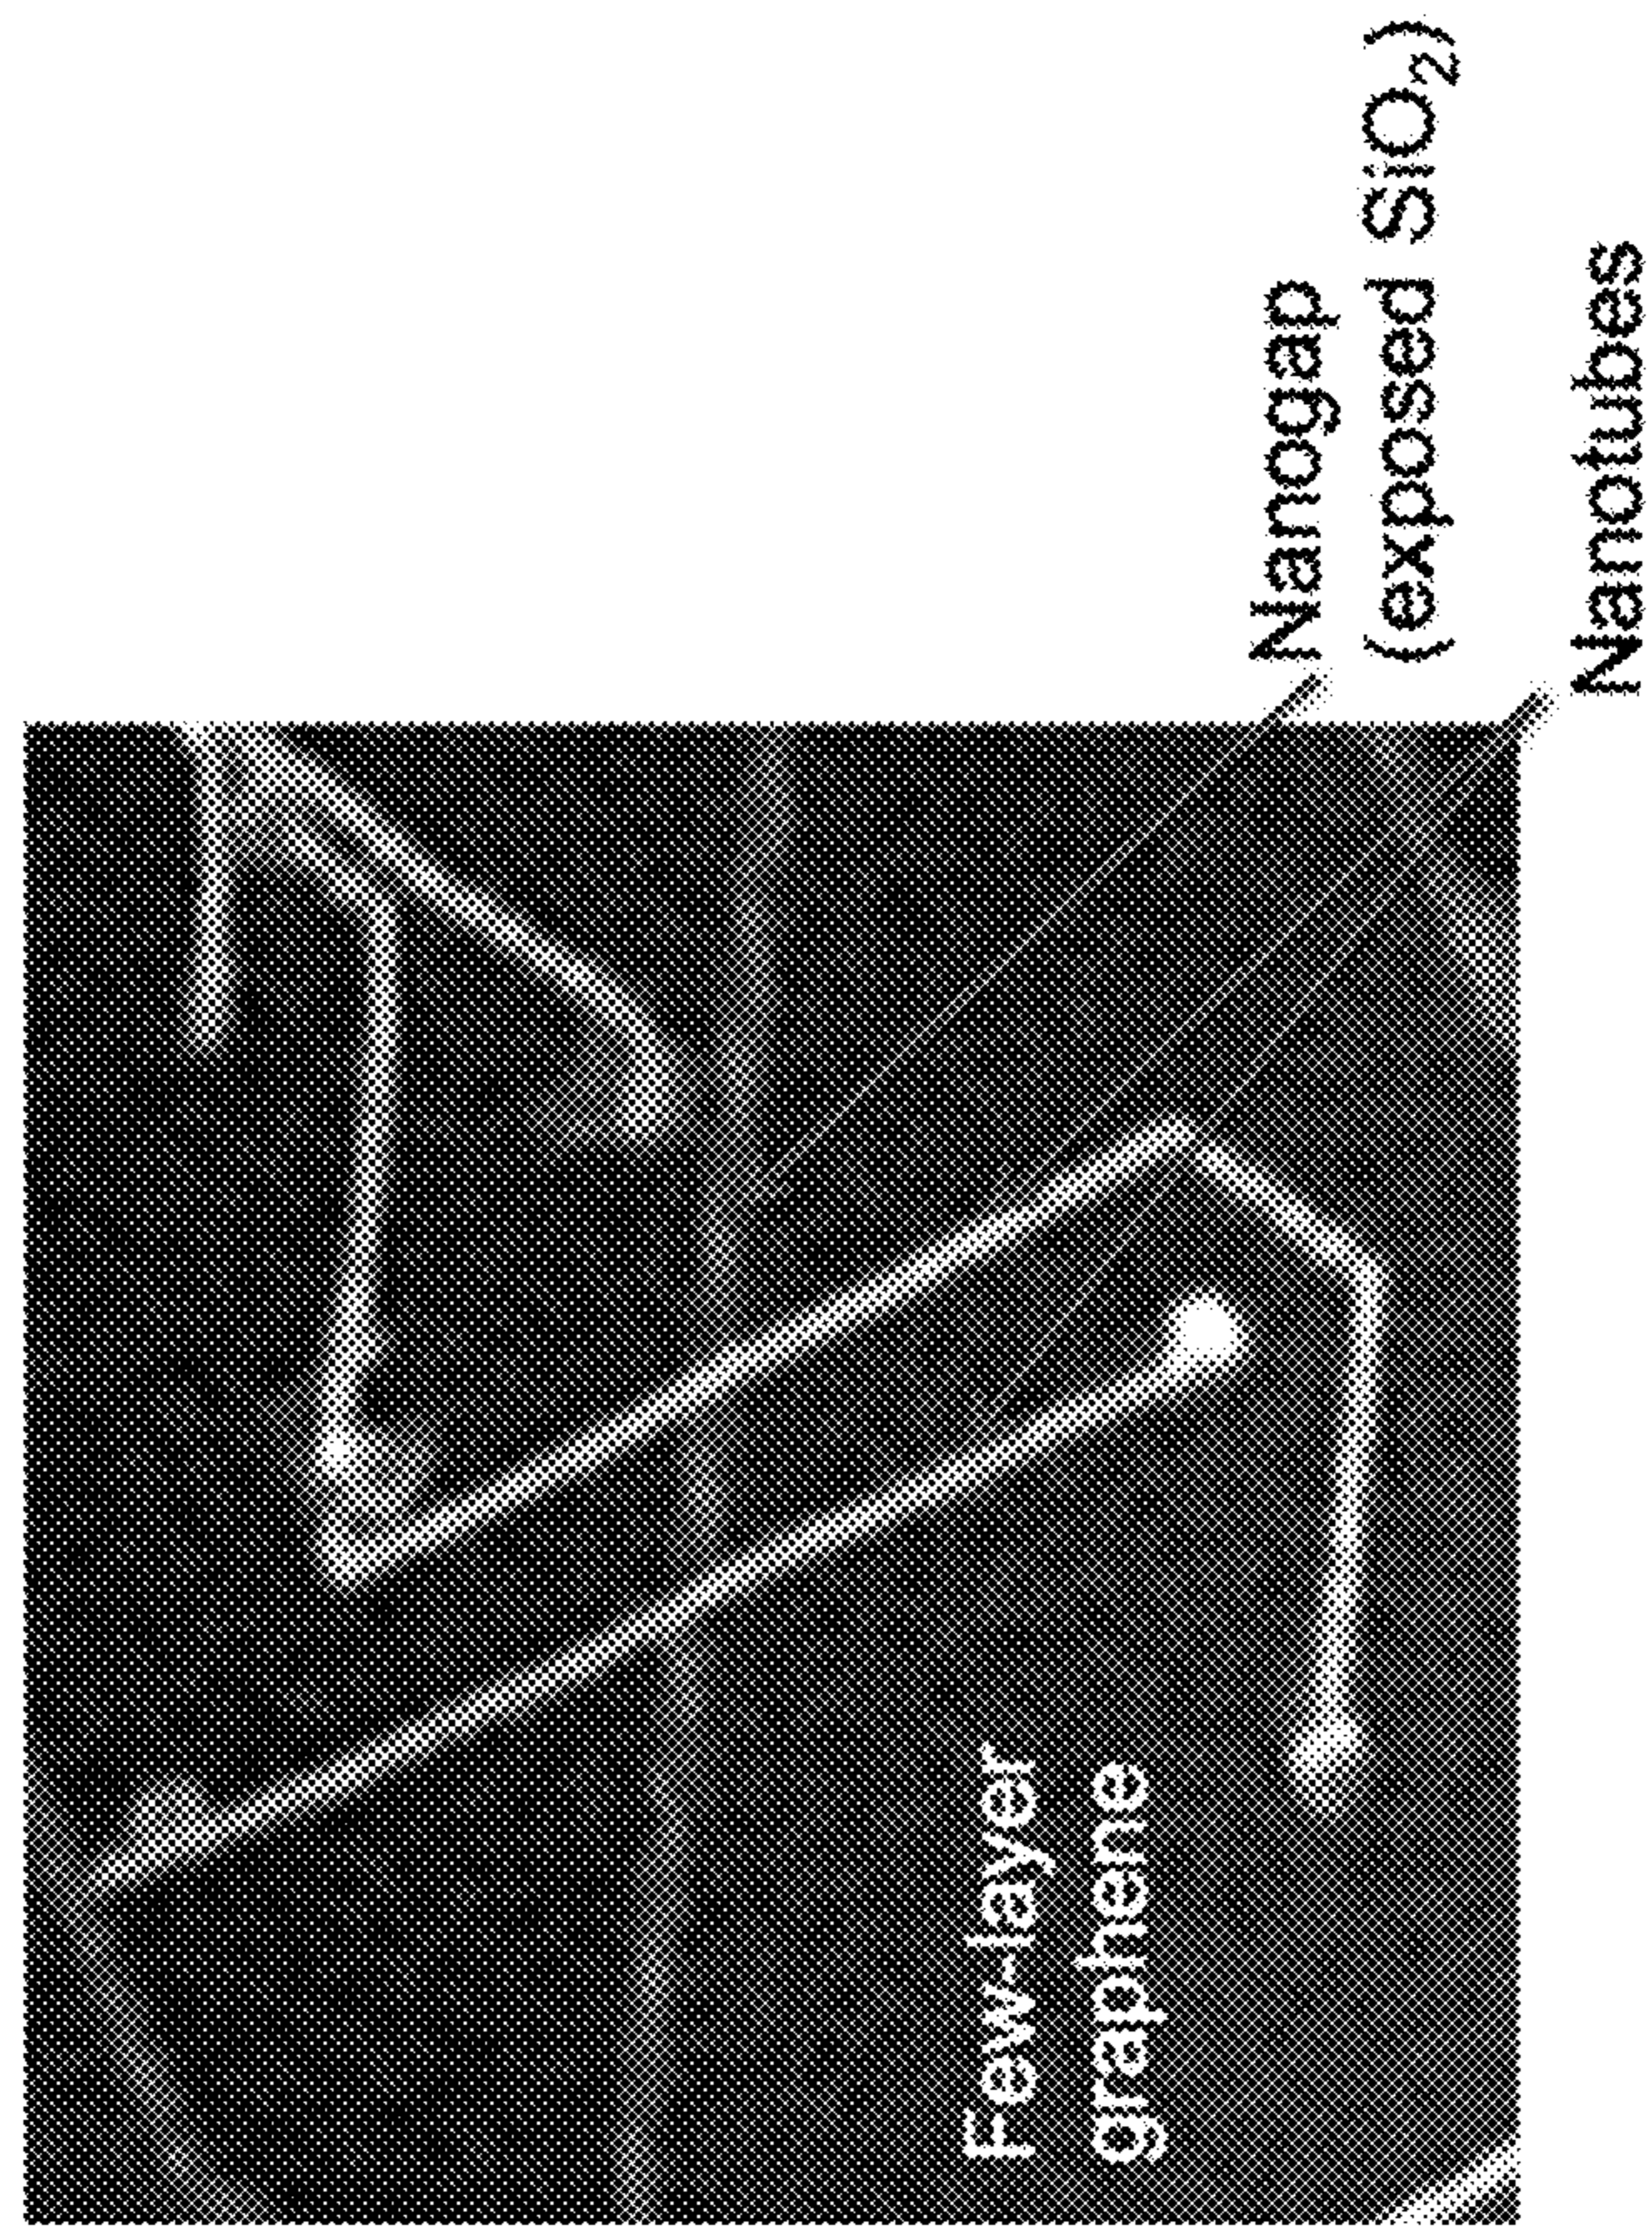 Few-layer
graphene
Nanogap
(exposed SiO₂)
Nanotubes